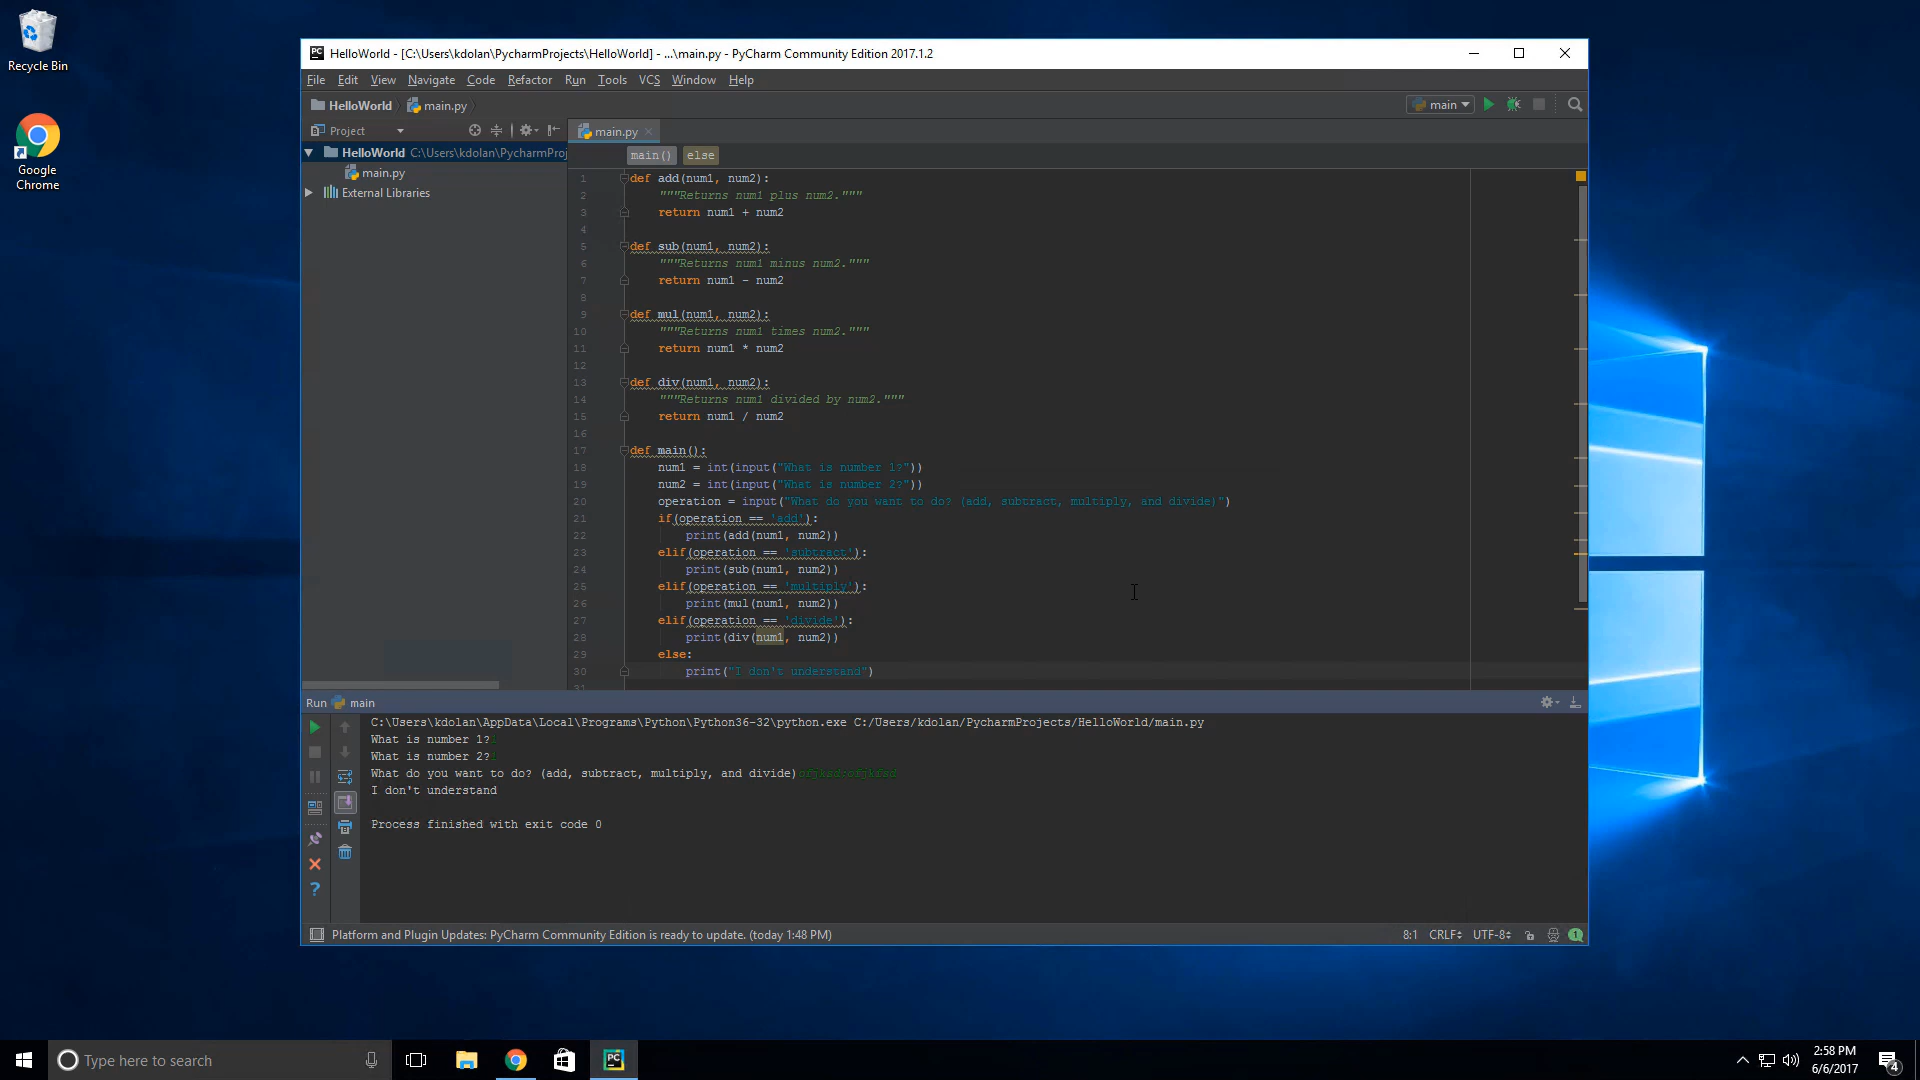 Recycle Bin
Google
Chrome
HelloWorld - [C:\Users\kdolan\PycharmProjects\HelloWorld] - ...\main.py - PyCharm Community Edition 2017.1.2
File Edit View Navigate Code Refactor Run Tools VCS Window Help
HelloWorld main.py
main
Project
main.py
HelloWorld C:\Users\kdolan\PycharmProj
main.py
External Libraries
main() else
1 def add(num1, num2):
2 """Returns num1 plus num2."""
3 return num1 + num2
4
5 def sub(num1, num2):
6 """Returns num1 minus num2."""
7 return num1 - num2
8
9 def mul(num1, num2):
10 """Returns num1 times num2."""
11 return num1 * num2
12
13 def div(num1, num2):
14 """Returns num1 divided by num2."""
15 return num1 / num2
16
17 def main():
18 num1 = int(input("What is number 1?"))
19 num2 = int(input("What is number 2?"))
20 operation = input("What do you want to do? (add, subtract, multiply, and divide)")
21 if(operation == 'add'):
22 print(add(num1, num2))
23 elif(operation == 'subtract'):
24 print(sub(num1, num2))
25 elif(operation == 'multiply'):
26 print(mul(num1, num2))
27 elif(operation == 'divide'):
28 print(div(num1, num2))
29 else:
30 print("I don't understand")
31
Run main
C:\Users\kdolan\AppData\Local\Programs\Python\Python36-32\python.exe C:/Users/kdolan/PycharmProjects/HelloWorld/main.py
What is number 1?
What is number 2?
What do you want to do? (add, subtract, multiply, and divide)
I don't understand
Process finished with exit code 0
Platform and Plugin Updates: PyCharm Community Edition is ready to update. (today 1:48 PM)
8:1 CRLF UTF-8 1
Type here to search
2:58 PM
6/6/2017
4